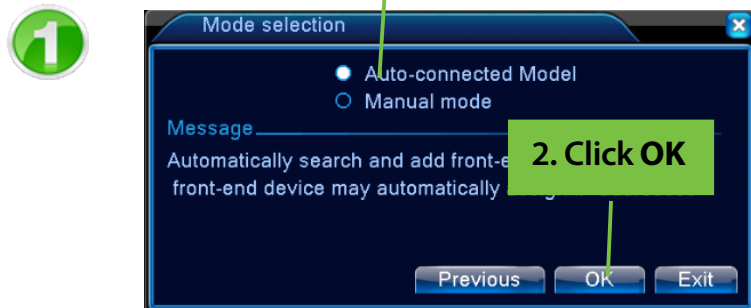 1
Mode selection
Auto-connected Model
Manual mode
Message
2. Click OK
Automatically search and add front-e
front-end device may automatically
Previous OK Exit